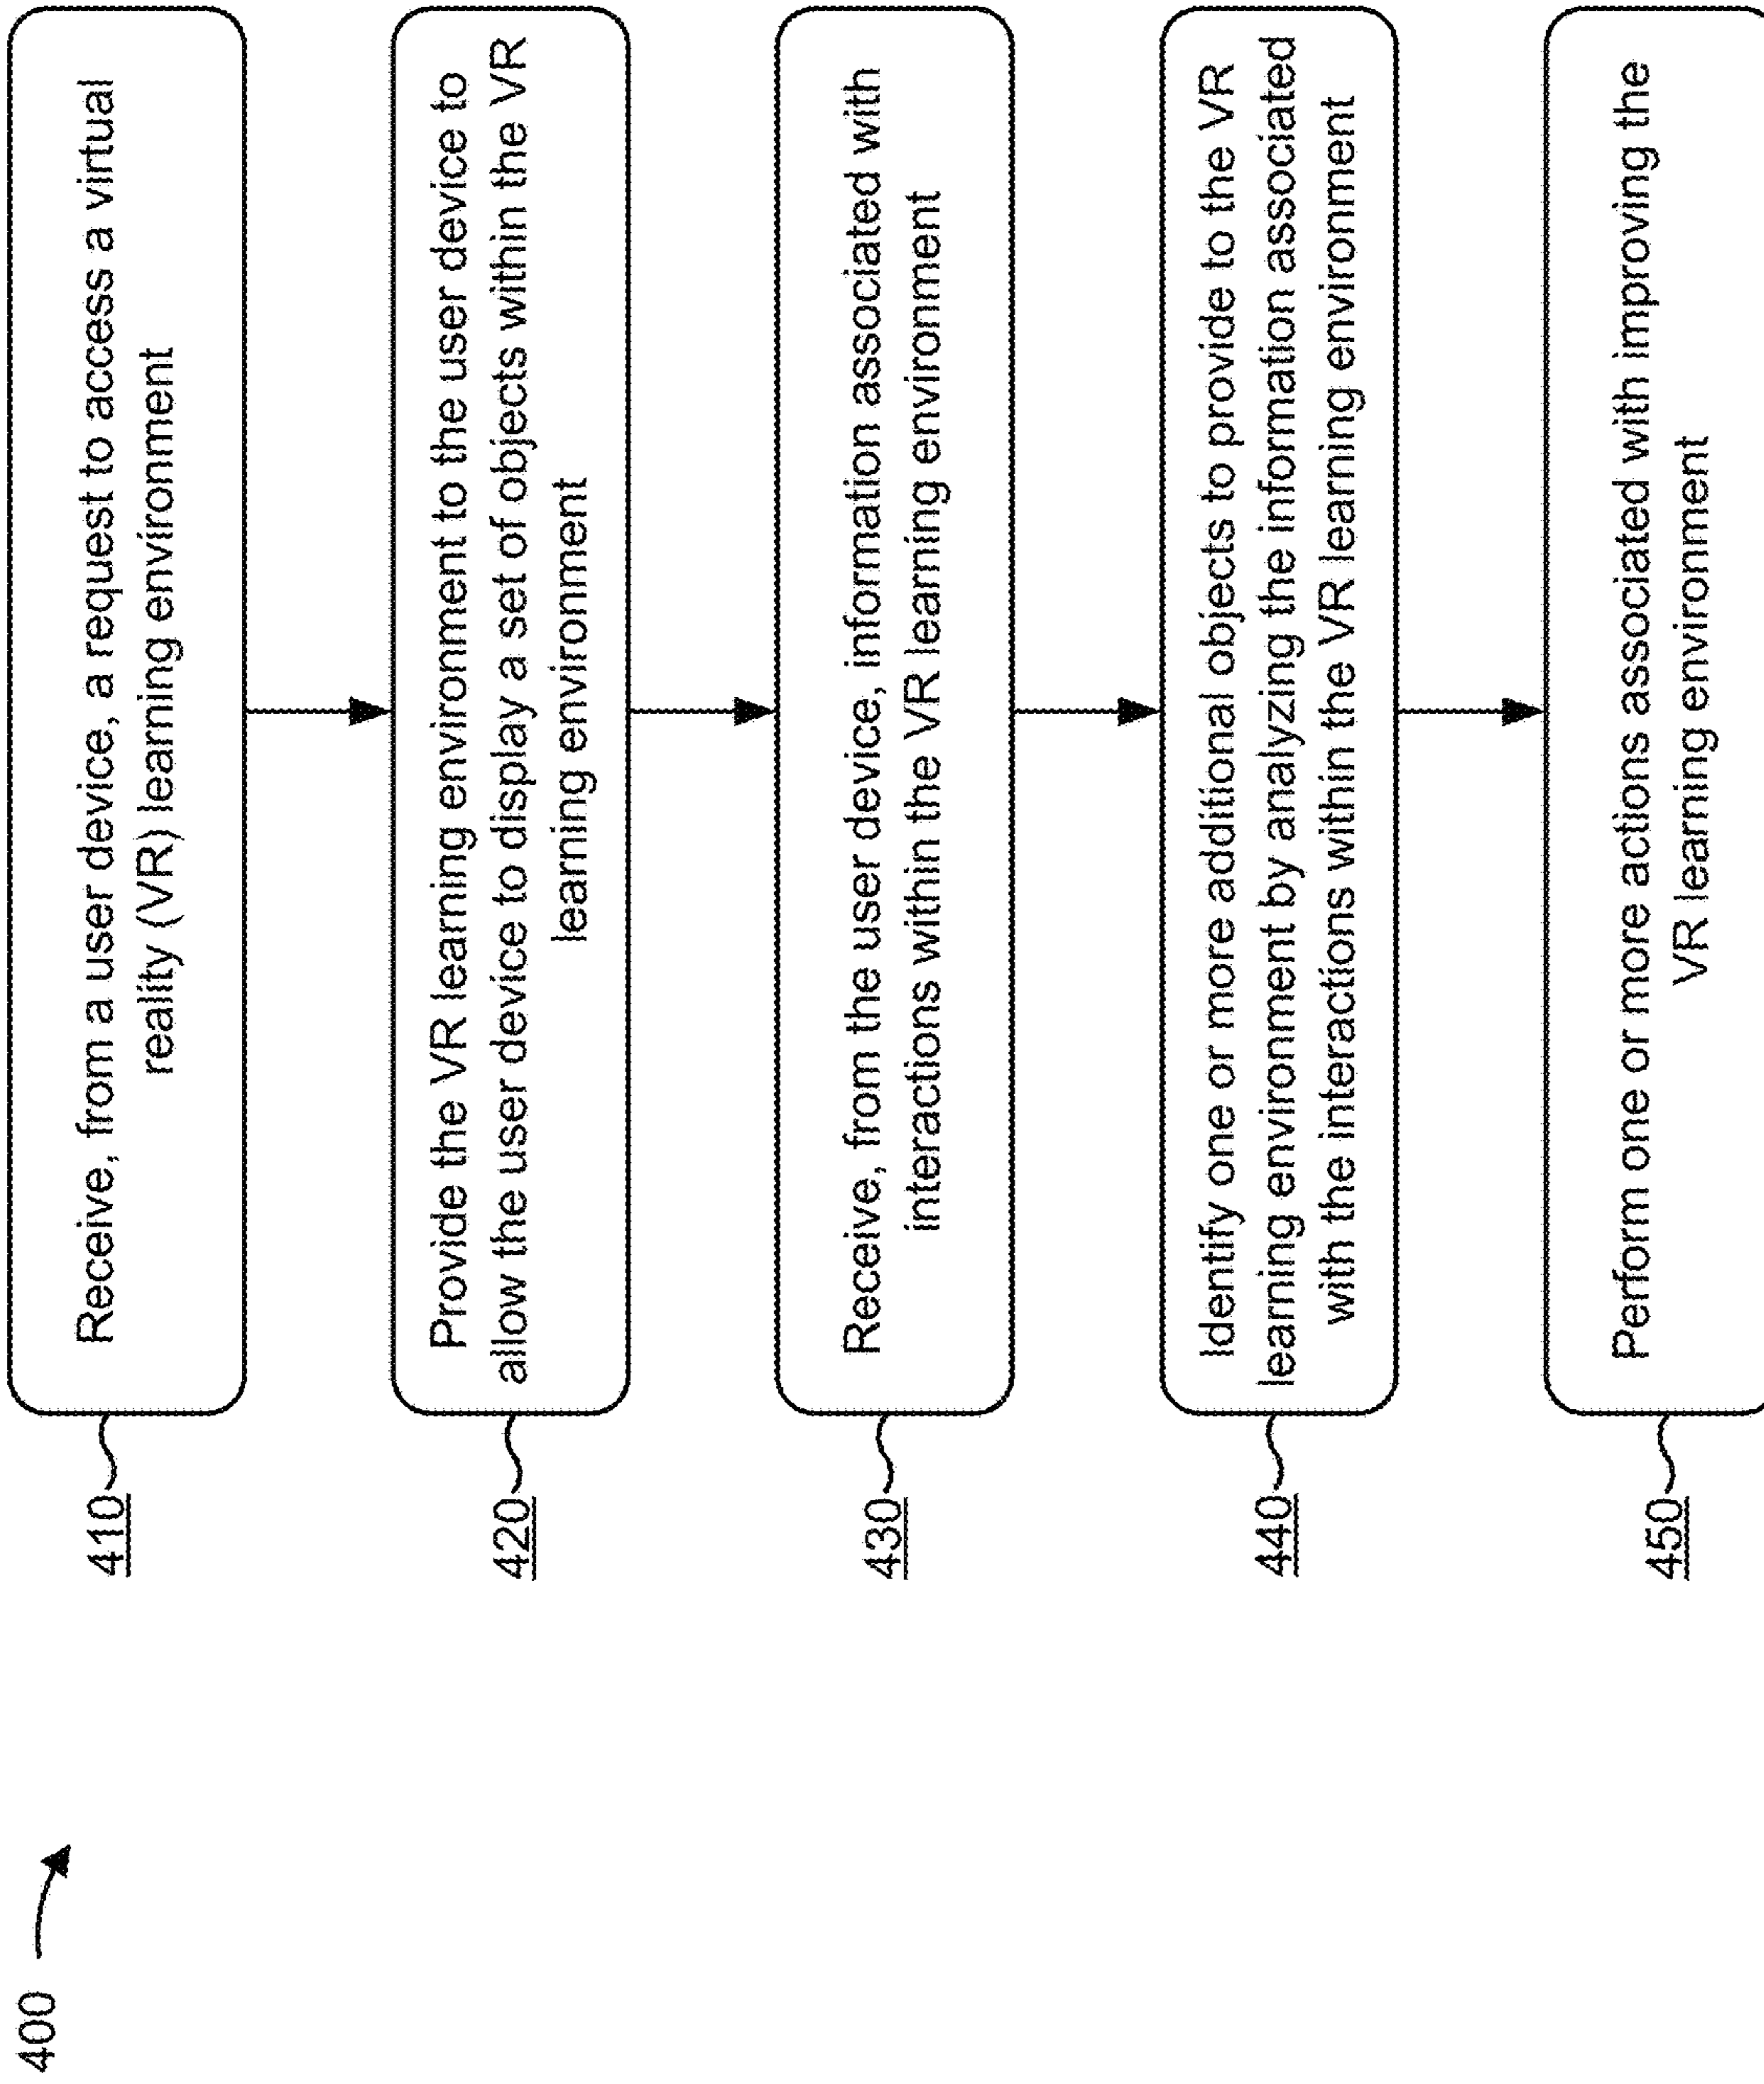 400
410
Receive, from a user device, a request to access a virtual
reality (VR) learning environment
420
Provide the VR learning environment to the user device to
allow the user device to display a set of objects within the VR
learning environment
430
Receive, from the user device, information associated with
interactions within the VR learning environment
440
Identify one or more additional objects to provide to the VR
learning environment by analyzing the information associated
with the interactions within the VR learning environment
450
Perform one or more actions associated with improving the
VR learning environment